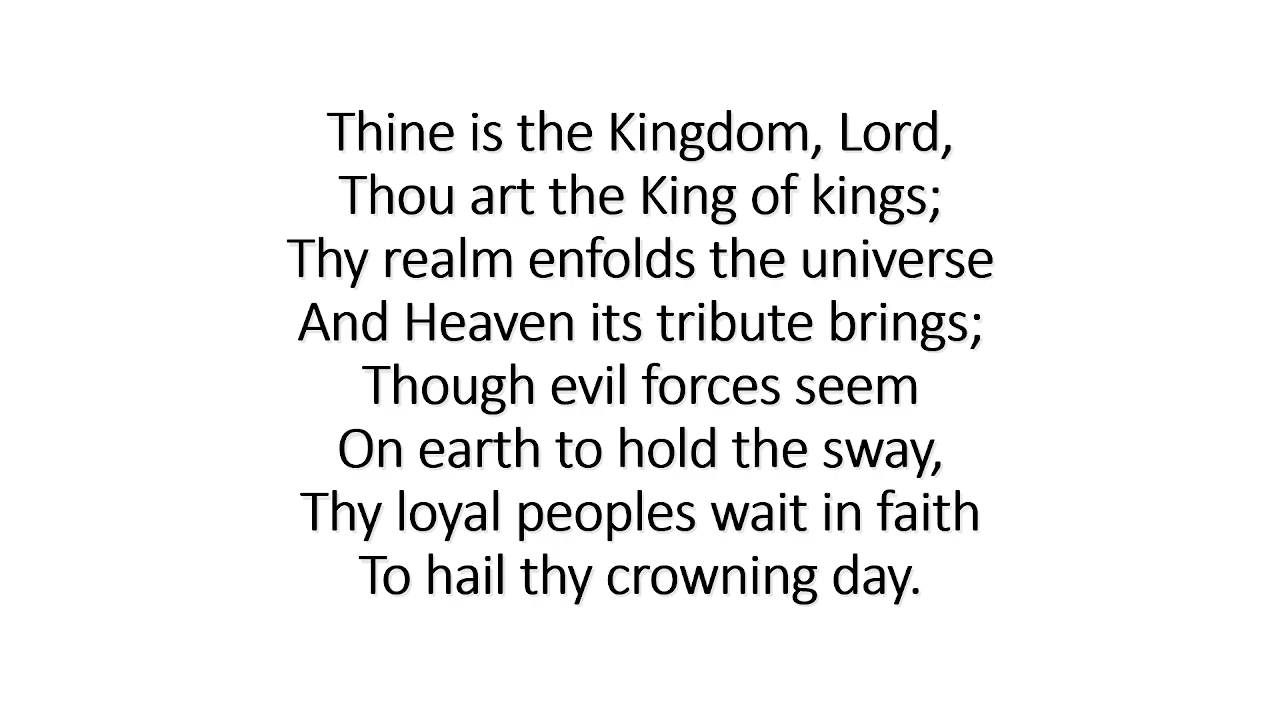 Thine is the Kingdom, Lord,
Thou art the King of kings;
Thy realm enfolds the universe
And Heaven its tribute brings;
Though evil forces seem
On earth to hold the sway,
Thy loyal peoples wait in faith
To hail thy crowning day.